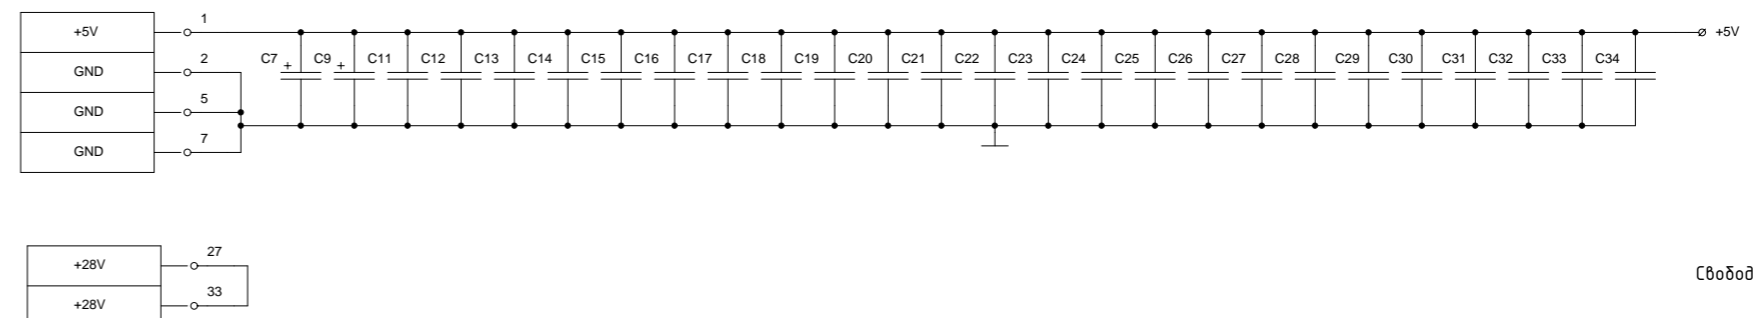 1
+5V
+5V
C7 + C9 + C11 C12 C13 C14 C15 C16 C17 C18 C19 C20 C21 C22 C23 C24 C25 C26 C27 C28 C29 C30 C31 C32 C33 C34
2
GND
5
GND
7
GND
27
+28V
Свобод
33
+28V